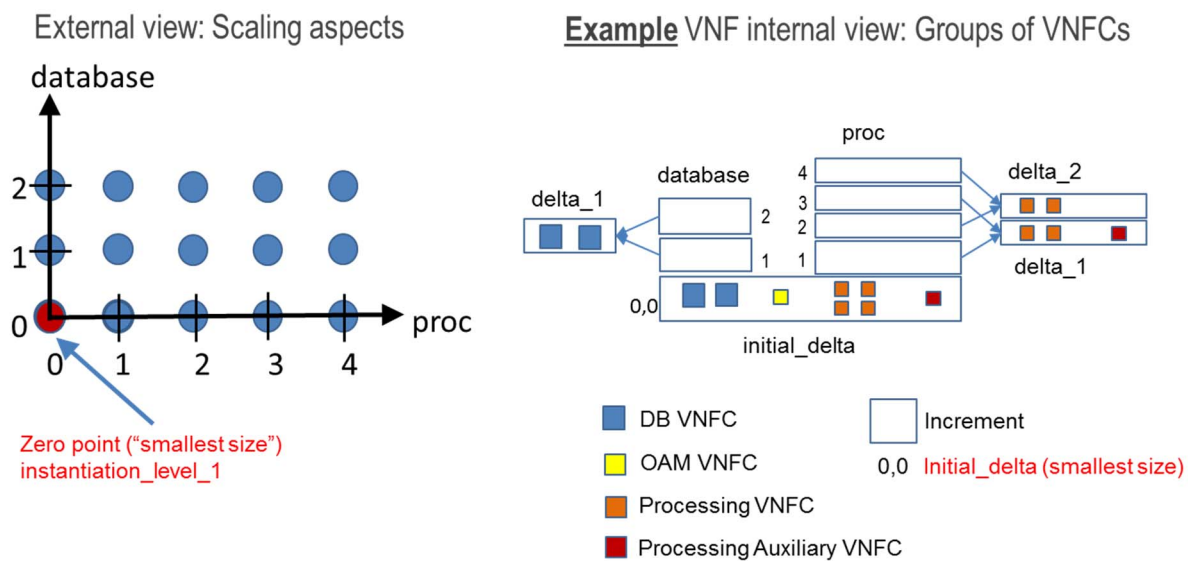 External view: Scaling aspects
Example VNF internal view: Groups of VNFCs
database
2
1
0
0
1
2
3
4
proc
Zero point (“smallest size”)
instantiation_level_1
proc
database
delta_1
2
1
4
3
2
1
delta_2
delta_1
0,0
initial_delta
DB VNFC
OAM VNFC
Processing VNFC
Processing Auxiliary VNFC
Increment
0,0 Initial_delta (smallest size)